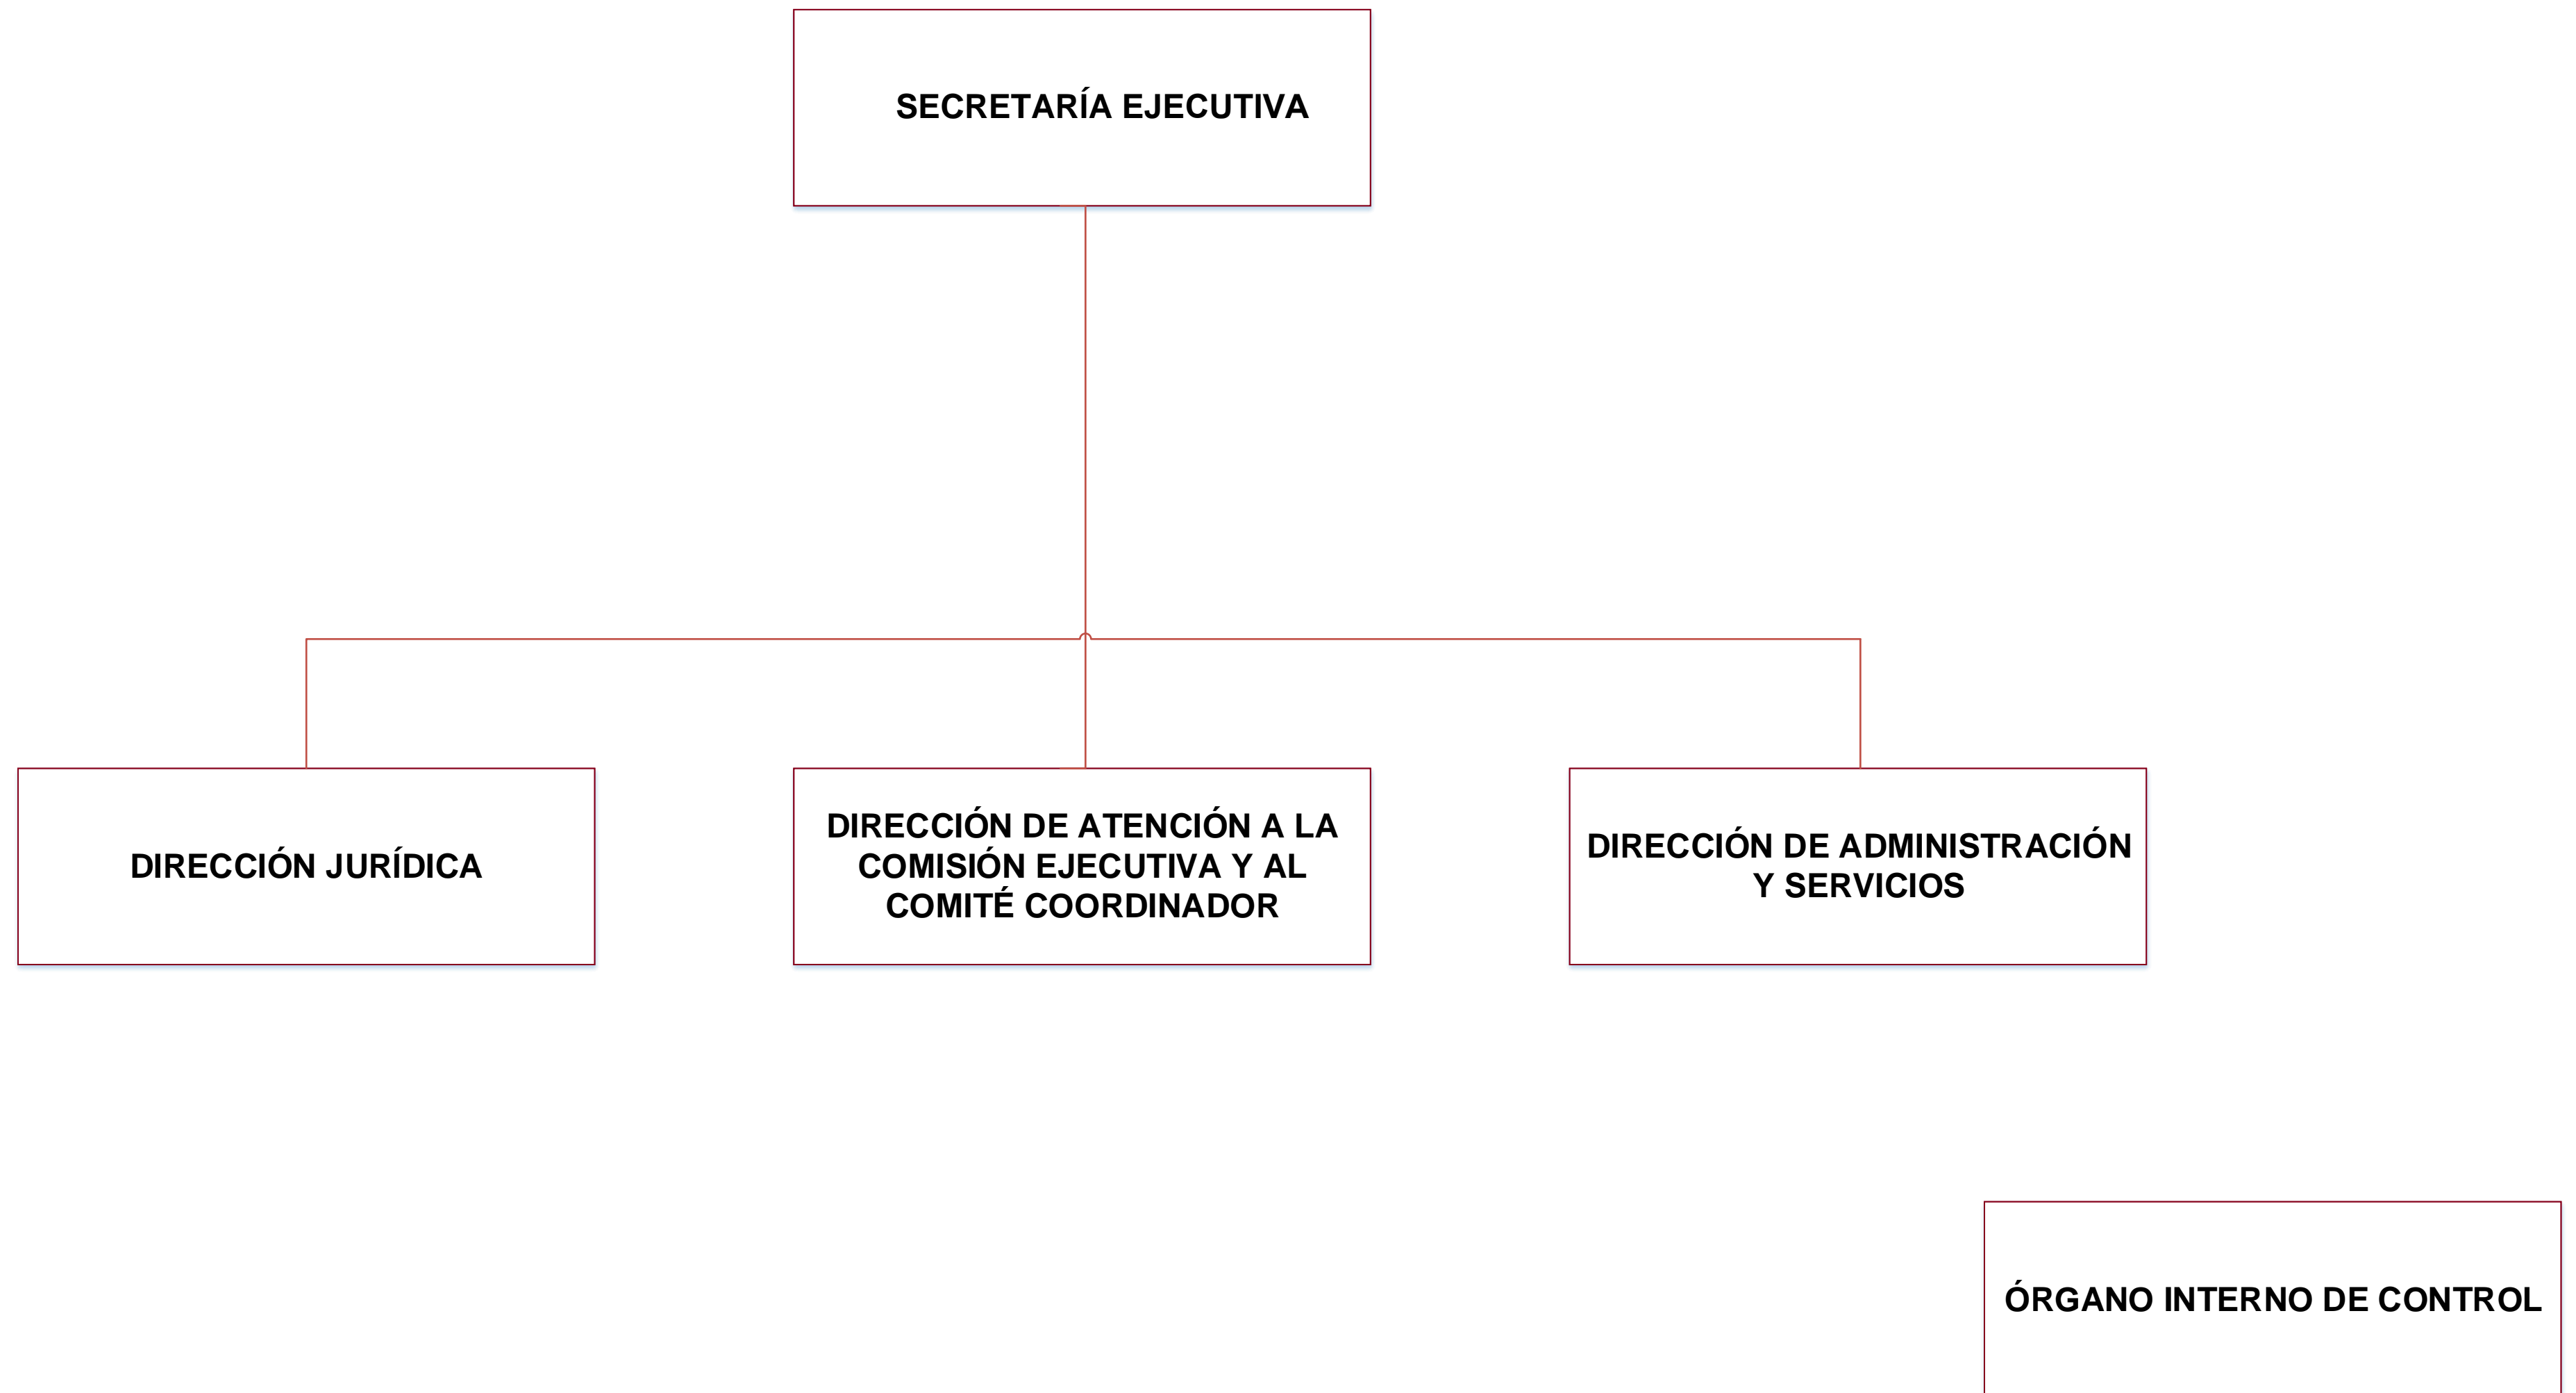 SECRETARÍA EJECUTIVA
DIRECCIÓN JURÍDICA
DIRECCIÓN DE ATENCIÓN A LA
COMISIÓN EJECUTIVA Y AL
COMITÉ COORDINADOR
DIRECCIÓN DE ADMINISTRACIÓN
Y SERVICIOS
ÓRGANO INTERNO DE CONTROL